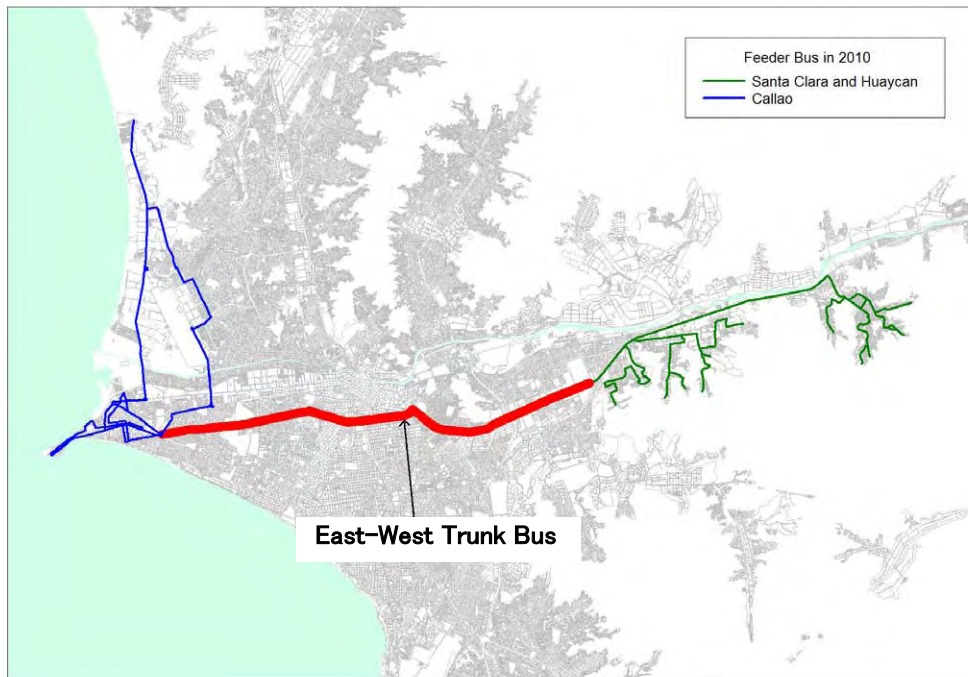 Feeder Bus in 2010
Santa Clara and Huaycan
Callao
East-West Trunk Bus